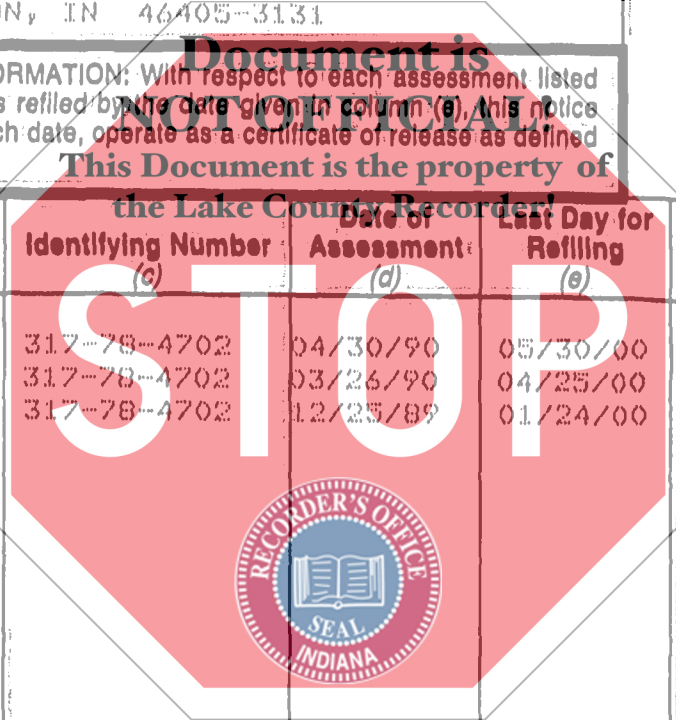 ON, IN 46405-3131
Document is
ORMATION: With respect to each assessment listed
s refiled by the date given in column (e), this notice
NOT OFFICIAL!
ch date, operate as a certificate of release as defined
This Document is the property of
the Lake County Recorder!
Identifying Number
(c)
Date of
Assessment
(d)
Last Day for
Refiling
(e)
317-78-4702 04/30/90 05/30/00
317-78-4702 03/26/90 04/25/00
317-78-4702 12/25/89 01/24/00
STOP
RECORDER'S OFFICE
SEAL
INDIANA